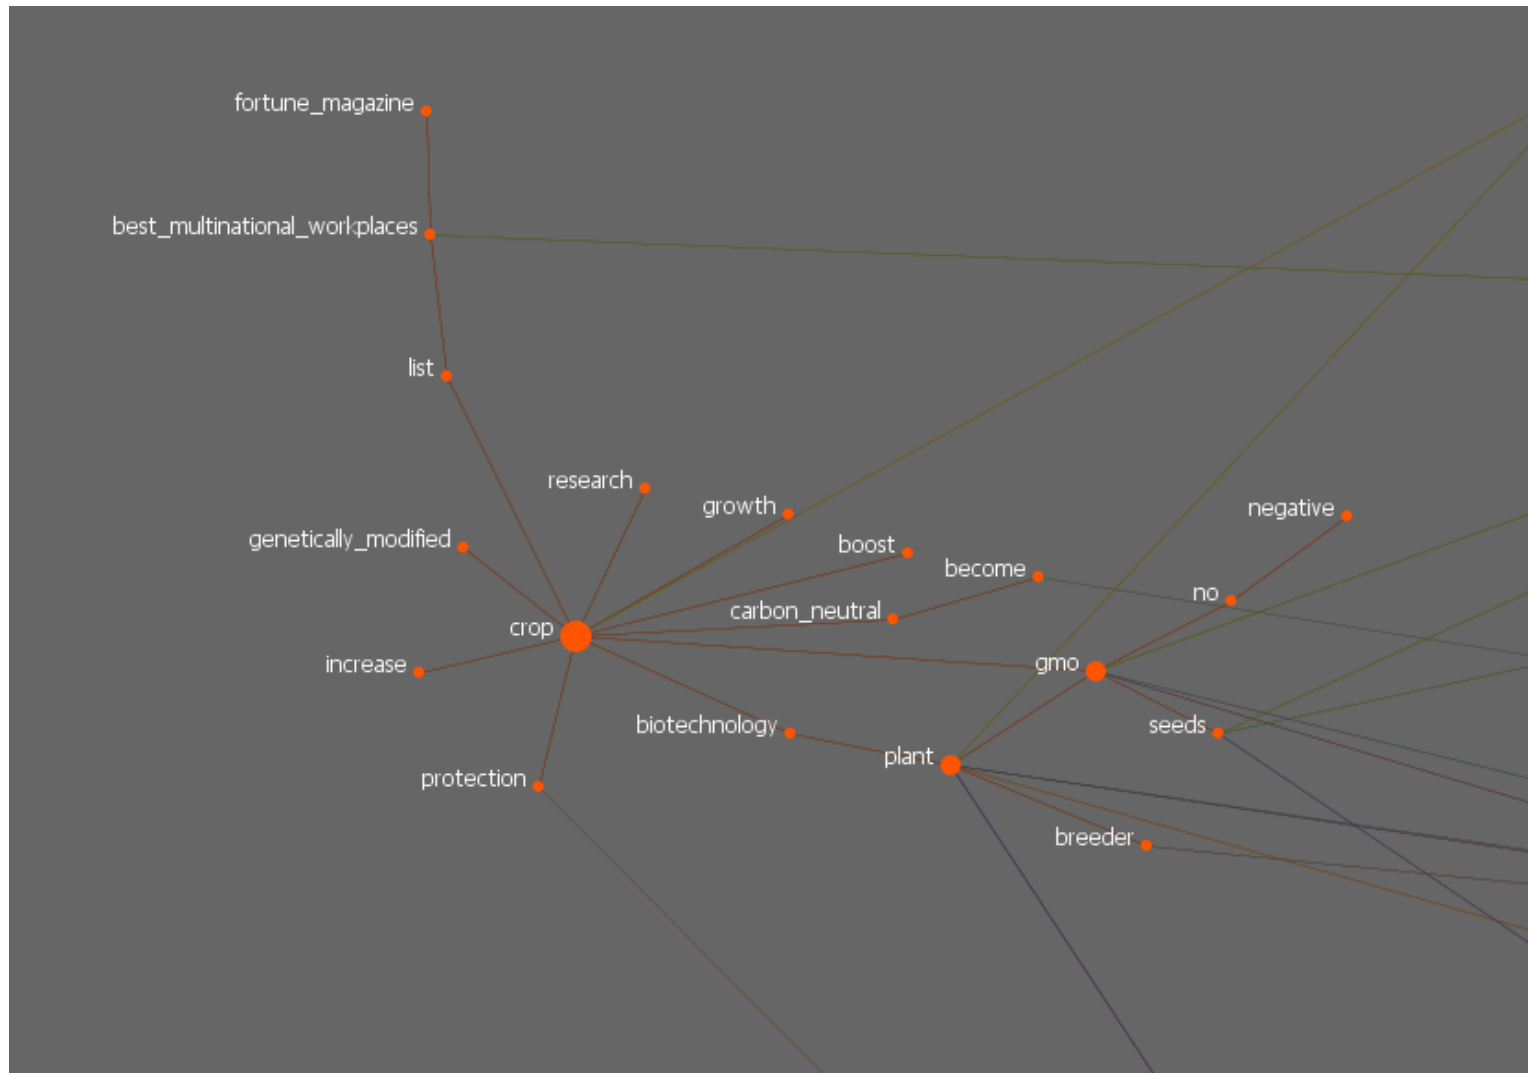 fortune_magazine
best_multinational_workplaces
list
research
growth
negative
genetically_modified
boost
become
no
carbon_neutral
crop
increase
gmo
biotechnology
seeds
plant
protection
breeder